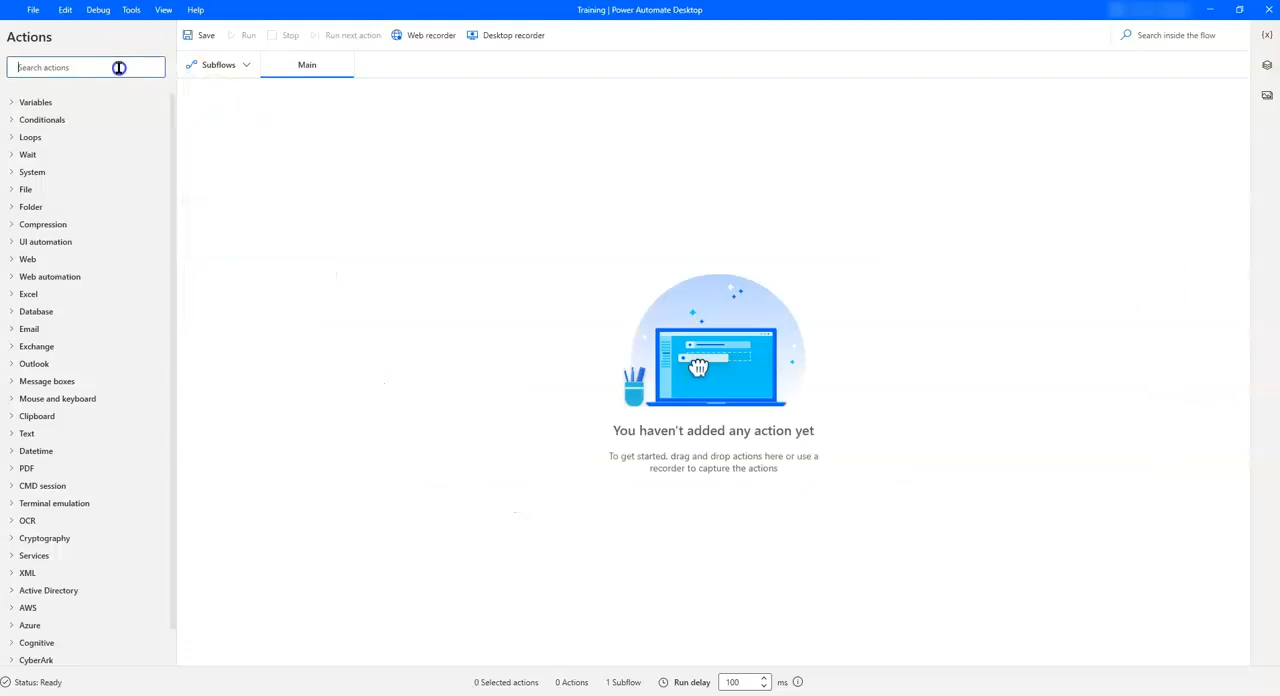 File Edit Debug Tools View Help
Training | Power Automate Desktop
Actions
Save Run Stop Run next action Web recorder Desktop recorder
Search inside the flow
{x}
Search actions
Subflows
Main
Variables
Conditionals
Loops
Wait
System
File
Folder
Compression
UI automation
Web
Web automation
Excel
Database
Email
Exchange
Outlook
Message boxes
Mouse and keyboard
Clipboard
Text
Datetime
PDF
CMD session
Terminal emulation
OCR
Cryptography
Services
XML
Active Directory
AWS
Azure
Cognitive
CyberArk
You haven't added any action yet
To get started, drag and drop actions here or use a
recorder to capture the actions
Status: Ready
0 Selected actions 0 Actions 1 Subflow Run delay 100 ms